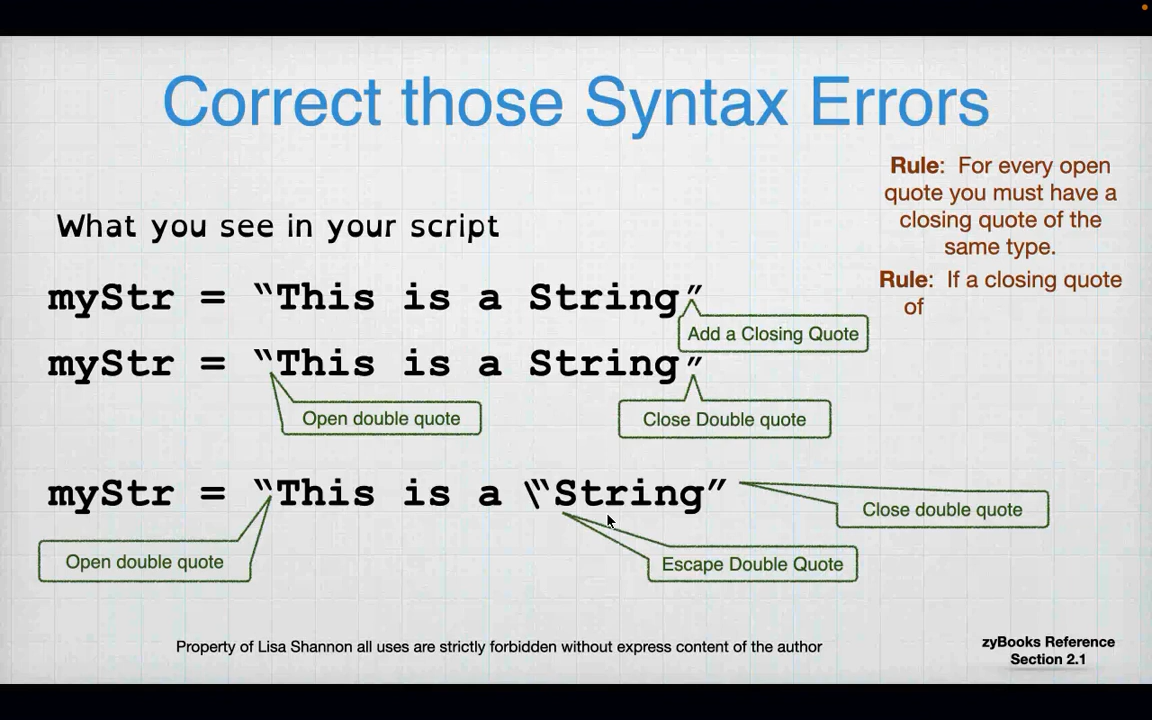 Correct those Syntax Errors
Rule: For every open
quote you must have a
closing quote of the
same type.
Rule: If a closing quote
of
What you see in your script
myStr = “This is a String”
Add a Closing Quote
myStr = “This is a String”
Open double quote
Close Double quote
myStr = “This is a \“String”
Close double quote
Open double quote
Escape Double Quote
Property of Lisa Shannon all uses are strictly forbidden without express content of the author
zyBooks Reference
Section 2.1